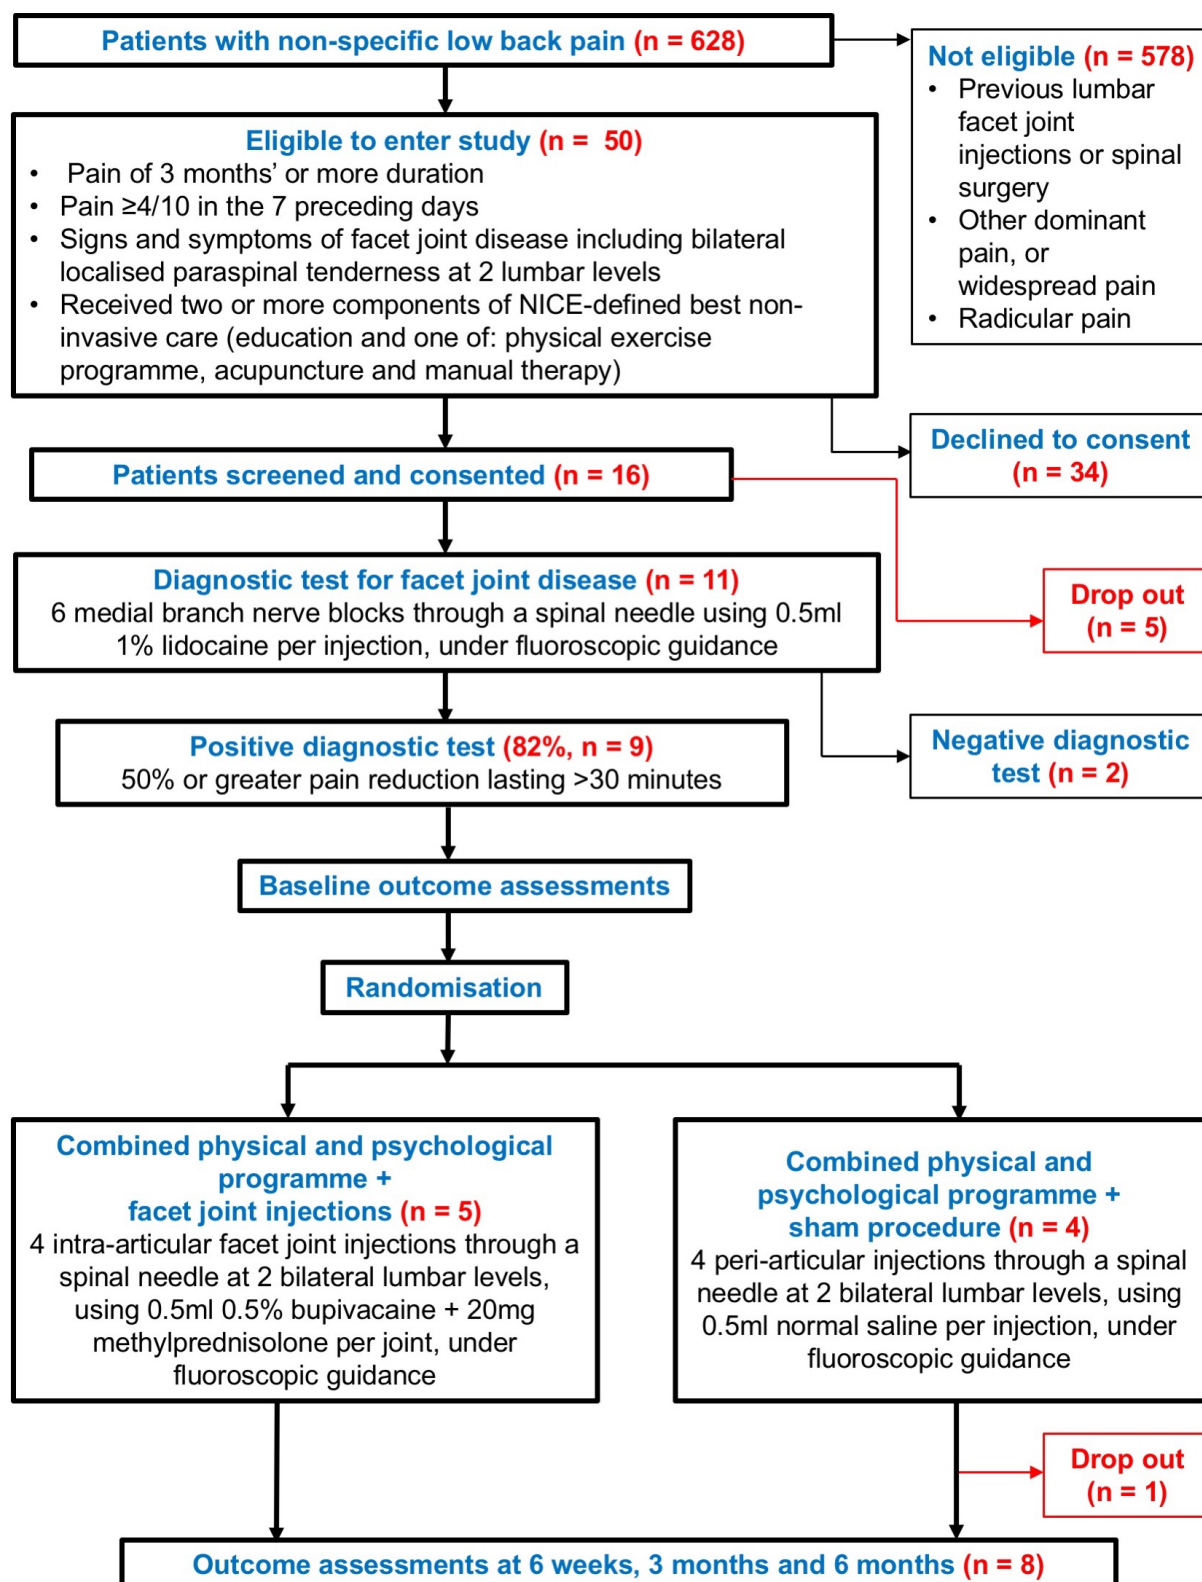 Patients with non-specific low back pain (n = 628)
Not eligible (n = 578)
• Previous lumbar
facet joint
injections or spinal
surgery
• Other dominant
pain, or
widespread pain
• Radicular pain
Eligible to enter study (n =  50)
• Pain of 3 months’ or more duration
• Pain ≥4/10 in the 7 preceding days
• Signs and symptoms of facet joint disease including bilateral
localised paraspinal tenderness at 2 lumbar levels
• Received two or more components of NICE-defined best non-
invasive care (education and one of: physical exercise
programme, acupuncture and manual therapy)
Declined to consent
(n = 34)
Patients screened and consented (n = 16)
Drop out
(n = 5)
Diagnostic test for facet joint disease (n = 11)
6 medial branch nerve blocks through a spinal needle using 0.5ml
1% lidocaine per injection, under fluoroscopic guidance
Negative diagnostic
test (n = 2)
Positive diagnostic test (82%, n = 9)
50% or greater pain reduction lasting >30 minutes
Baseline outcome assessments
Randomisation
Combined physical and psychological
programme +
facet joint injections (n = 5)
4 intra-articular facet joint injections through a
spinal needle at 2 bilateral lumbar levels,
using 0.5ml 0.5% bupivacaine + 20mg
methylprednisolone per joint, under
fluoroscopic guidance
Combined physical and
psychological programme +
sham procedure (n = 4)
4 peri-articular injections through a spinal
needle at 2 bilateral lumbar levels, using
0.5ml normal saline per injection, under
fluoroscopic guidance
Drop out
(n = 1)
Outcome assessments at 6 weeks, 3 months and 6 months (n = 8)